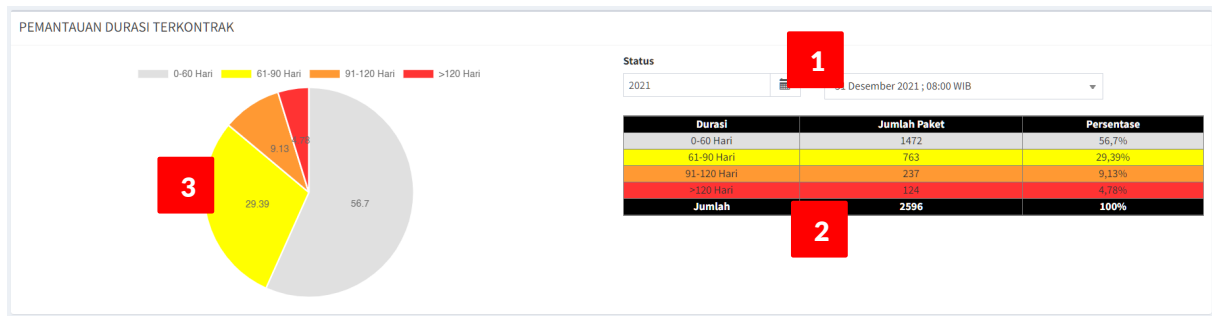 PEMANTAUAN DURASI TERKONTRAK
0-60 Hari 61-90 Hari 91-120 Hari >120 Hari
9.13
29.39
56.7
3
Status
1
2021
Desember 2021 ; 08:00 WIB
Durasi Jumlah Paket Persentase
0-60 Hari 1472 56,7%
61-90 Hari 763 29,39%
91-120 Hari 237 9,13%
>120 Hari 124 4,78%
Jumlah 2596 100%
2